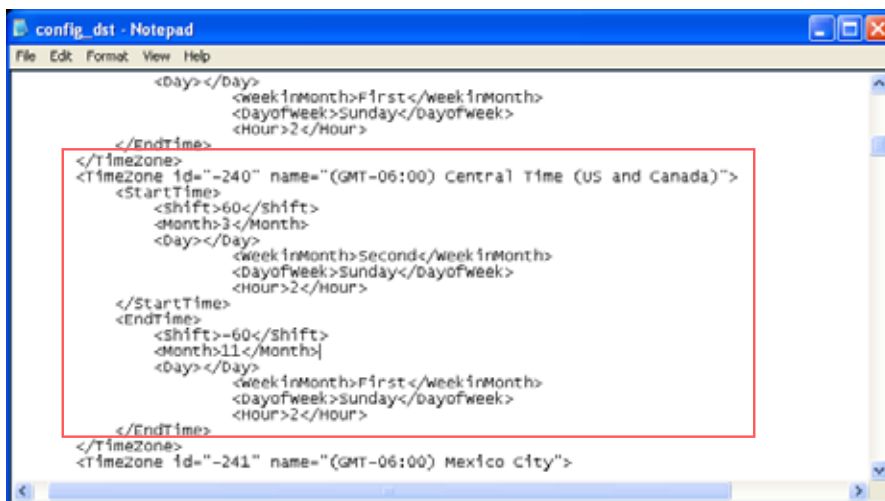 config_dst - Notepad
File Edit Format View Help
<Day></Day>
<WeekinMonth>First</WeekinMonth>
<DayofWeek>Sunday</DayofWeek>
<Hour>2</Hour>
</EndTime>
</TimeZone>
<TimeZone id="-240" name="(GMT-06:00) Central Time (US and Canada)">
<StartTime>
<Shift>60</Shift>
<Month>3</Month>
<Day></Day>
<WeekinMonth>Second</WeekinMonth>
<DayofWeek>Sunday</DayofWeek>
<Hour>2</Hour>
</StartTime>
<EndTime>
<Shift>-60</Shift>
<Month>11</Month>
<Day></Day>
<WeekinMonth>First</WeekinMonth>
<DayofWeek>Sunday</DayofWeek>
<Hour>2</Hour>
</EndTime>
</TimeZone>
<TimeZone id="-241" name="(GMT-06:00) Mexico City">